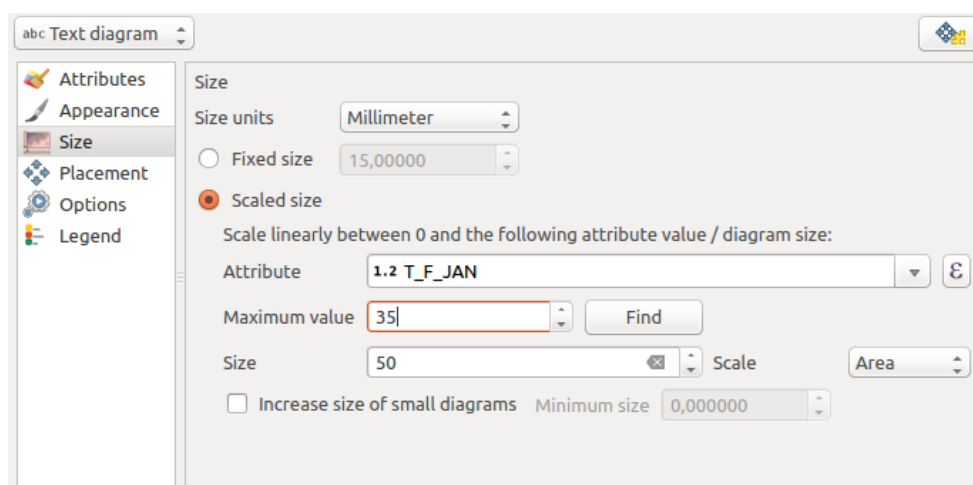 abc Text diagram
Attributes
Appearance
Size
Placement
Options
Legend
Size
Size units Millimeter
Fixed size 15,00000
Scaled size
Scale linearly between 0 and the following attribute value / diagram size:
Attribute 1.2 T_F_JAN ε
Maximum value 35 Find
Size 50 Scale Area
Increase size of small diagrams Minimum size 0,000000